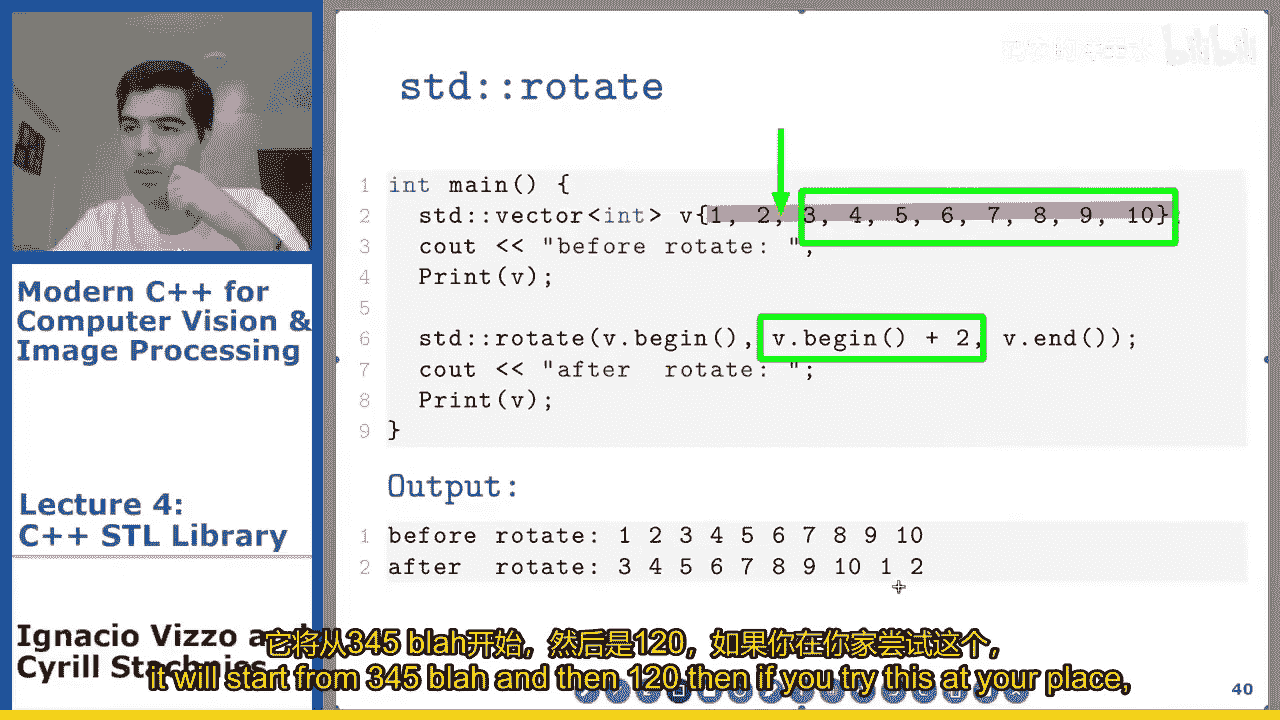 std::rotate
1 int main() {
2 std::vector<int> v{1, 2, 3, 4, 5, 6, 7, 8, 9, 10};
3 cout << "before rotate: ";
4 Print(v);
5
6 std::rotate(v.begin(), v.begin() + 2, v.end());
7 cout << "after  rotate: ";
8 Print(v);
9 }
Output:
1 before rotate: 1 2 3 4 5 6 7 8 9 10
2 after  rotate: 3 4 5 6 7 8 9 10 1 2
Modern C++ for
Computer Vision &
Image Processing
Lecture 4:
C++ STL Library
Ignacio Vizzo
Cyrill
它将从345 blah开始，然后是120，如果你在你家尝试这个，
it will start from 345 blah and then 120 then if you try this at your place,
40
bilibili